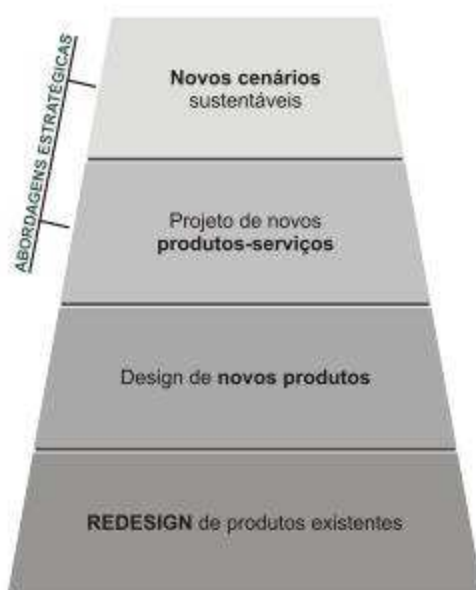 ABORDAGENS ESTRATÉGICAS
Novos cenários
sustentáveis
Projeto de novos
produtos-serviços
Design de novos produtos
REDESIGN de produtos existentes